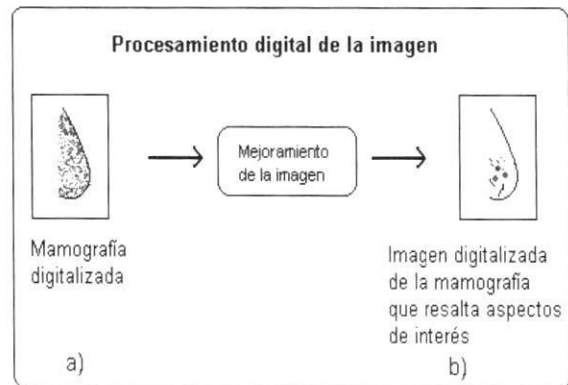 Procesamiento digital de la imagen
Mejoramiento
de la imagen
Mamografía
digitalizada
Imagen digitalizada
de la mamografía
que resalta aspectos
de interés
a)
b)